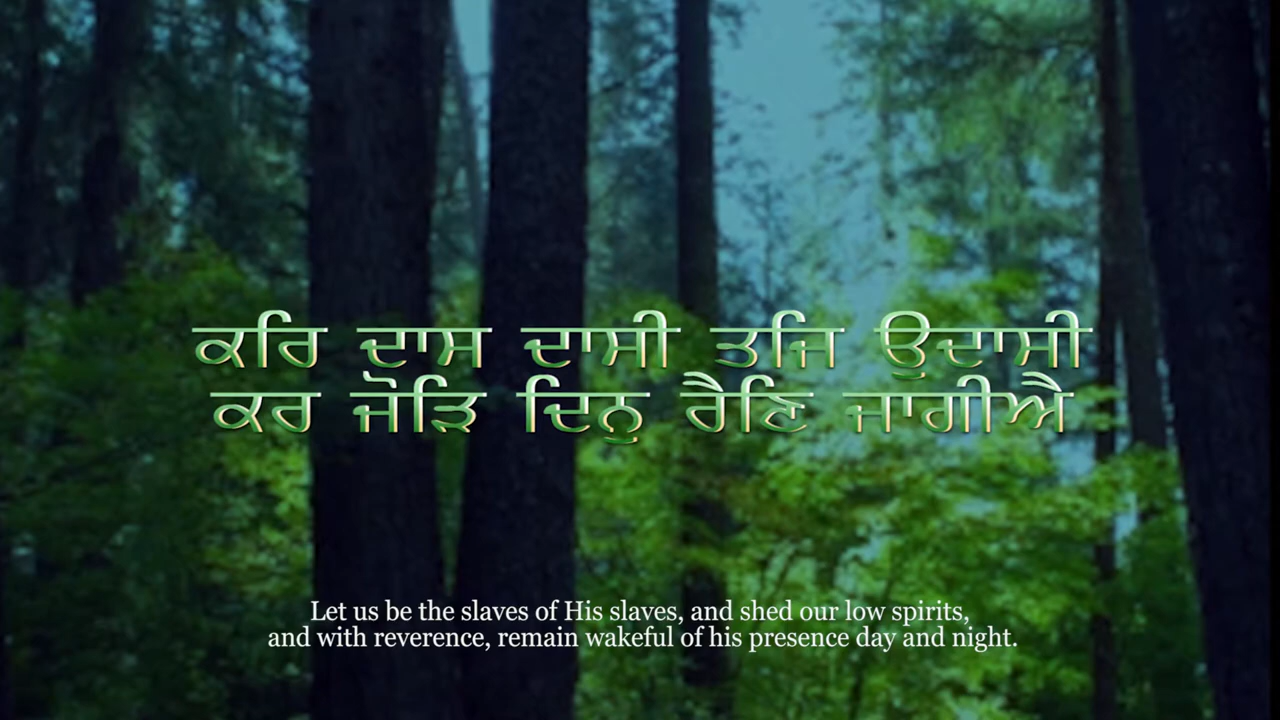 ਕਰਿ ਦਾਸ ਦਾਸੀ ਤਜਿ ਉਦਾਸੀ
ਕਰ ਜੋੜਿ ਦਿਨੁ ਰੈਣਿ ਜਾਗੀਐ
Let us be the slaves of His slaves, and shed our low spirits,
and with reverence, remain wakeful of his presence day and night.